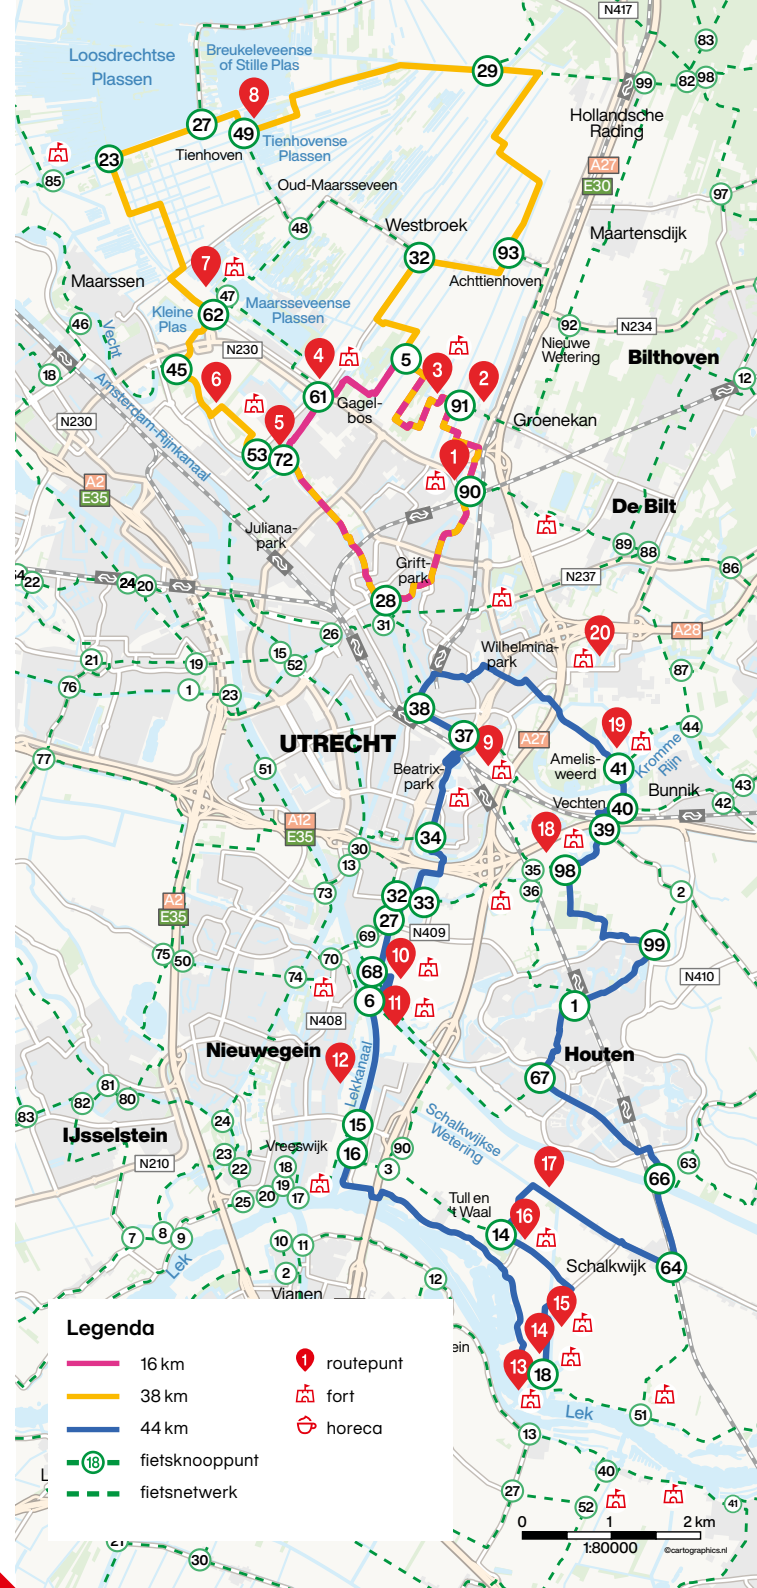 N417
83
Loosdrechtse
Plassen
Breukeleveense
of Stille Plas
29
99
82
98
8
27
49
Hollandsche
Rading
Tienhoven
Tienhovense
Plassen
23
A27
E30
85
Oud-Maarsseveen
97
48
Westbroek
Maartensdijk
32
93
7
Achttienhoven
Maarssen
47
Kleine
Plas
62
Maarsseveense
Plassen
46
Vecht
92
N234
N230
Nieuwe
Wetering
Bilthoven
4
5
3
2
45
18
6
12
Amsterdam-Rijnkanaal
61
Gagel-
bos
91
N230
5
Groenekan
53
72
1
A2
E35
90
De Bilt
Juliana-
park
89
88
Grift-
park
86
22
24
20
N237
28
31
26
A28
Wilhelmina-
park
20
21
19
15
52
87
76
1
23
38
19
44
UTRECHT
37
9
A27
Kromme
Rijn
77
51
Beatrix-
park
Amelis-
weerd
41
Bunnik
43
42
Vechten
40
A12
E35
34
18
39
30
13
35
98
36
73
32
33
2
A2
E35
27
N409
69
99
75
50
70
10
68
74
N410
6
11
1
N408
Nieuwegein
12
Lekkanaal
Houten
67
81
82
80
83
24
15
Schalkwijkse
Wetering
IJsselstein
Vreeswijk
16
90
23
22
18
3
N210
17
63
66
19
20
25
17
Tull en
't Waal
16
14
7
8
9
10
11
Lek
2
12
Schalkwijk
64
Vianen
15
14
ein
13
18
Lek
51
13
40
27
52
41
21
30
Legenda
16 km
38 km
44 km
18 fietsknooppunt
fietsnetwerk
1 routepunt
fort
horeca
0 1 2 km
1:80000
©cartographics.nl